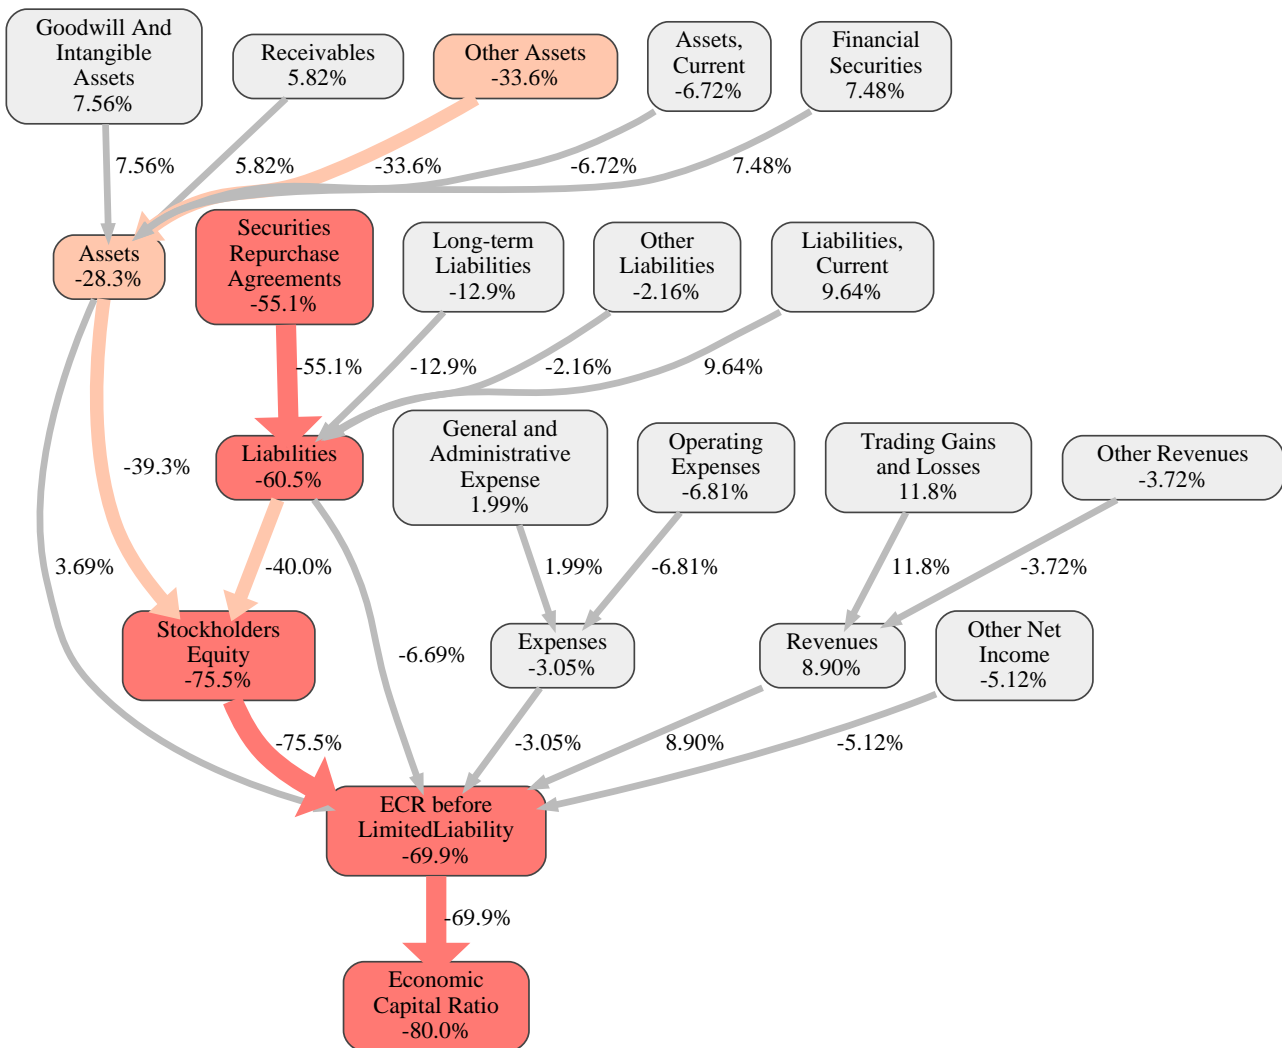 Goodwill And
Intangible
Assets
7.56%
Receivables
5.82%
Other Assets
-33.6%
Assets,
Current
-6.72%
Financial
Securities
7.48%
7.56%
5.82%
-33.6%
-6.72%
7.48%
Assets
-28.3%
Securities
Repurchase
Agreements
-55.1%
Long-term
Liabilities
-12.9%
Other
Liabilities
-2.16%
Liabilities,
Current
9.64%
-55.1%
-12.9%
-2.16%
9.64%
-39.3%
Liabilities
-60.5%
General and
Administrative
Expense
1.99%
Operating
Expenses
-6.81%
Trading Gains
and Losses
11.8%
Other Revenues
-3.72%
3.69%
-40.0%
1.99%
-6.81%
11.8%
-3.72%
Stockholders
Equity
-75.5%
-6.69%
Expenses
-3.05%
Revenues
8.90%
Other Net
Income
-5.12%
-75.5%
-3.05%
8.90%
-5.12%
ECR before
LimitedLiability
-69.9%
-69.9%
Economic
Capital Ratio
-80.0%